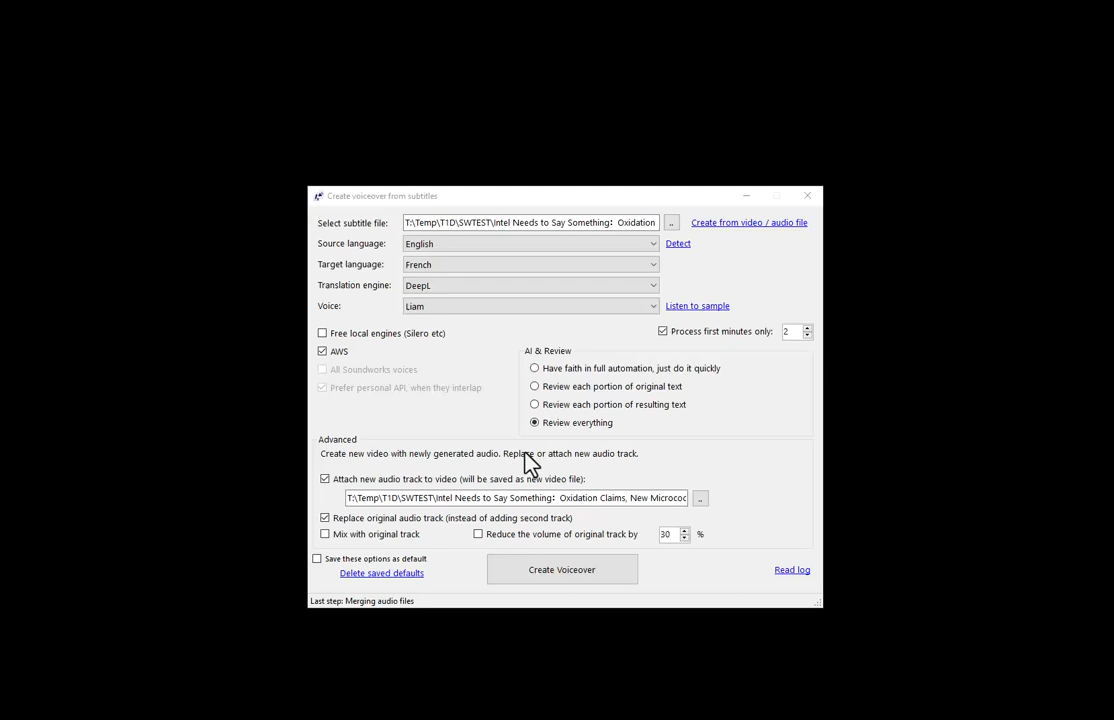 Create voiceover from subtitles
Select subtitle file: T:\Temp\T1D\SWTEST\Intel Needs to Say Something： Oxidation .. Create from video / audio file
Source language: English Detect
Target language: French
Translation engine: DeepL
Voice: Liam Listen to sample
Free local engines (Silero etc) Process first minutes only: 2
AWS AI & Review
All Soundworks voices Have faith in full automation, just do it quickly
Prefer personal API, when they interlap Review each portion of original text
Review each portion of resulting text
Review everything
Advanced
Create new video with newly generated audio. Replace or attach new audio track.
Attach new audio track to video (will be saved as new video file):
T:\Temp\T1D\SWTEST\Intel Needs to Say Something： Oxidation Claims, New Micrococ ..
Replace original audio track (instead of adding second track)
Mix with original track Reduce the volume of original track by 30 %
Save these options as default
Delete saved defaults Create Voiceover Read log
Last step: Merging audio files